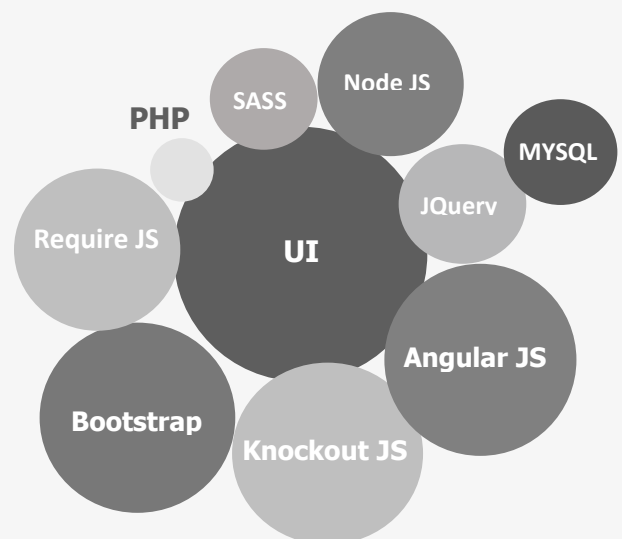 Node JS
SASS
PHP
MYSQL
JQuery
Require JS
UI
Angular JS
Bootstrap
Knockout JS